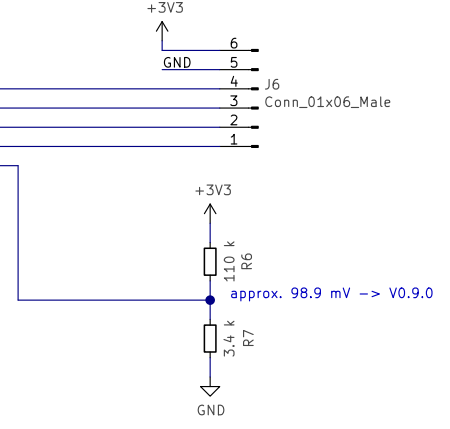 +3V3
6
GND 5
4 J6
3 Conn_01x06_Male
2
1
+3V3
110 k R6
approx. 98.9 mV -> V0.9.0
3.4 k R7
GND